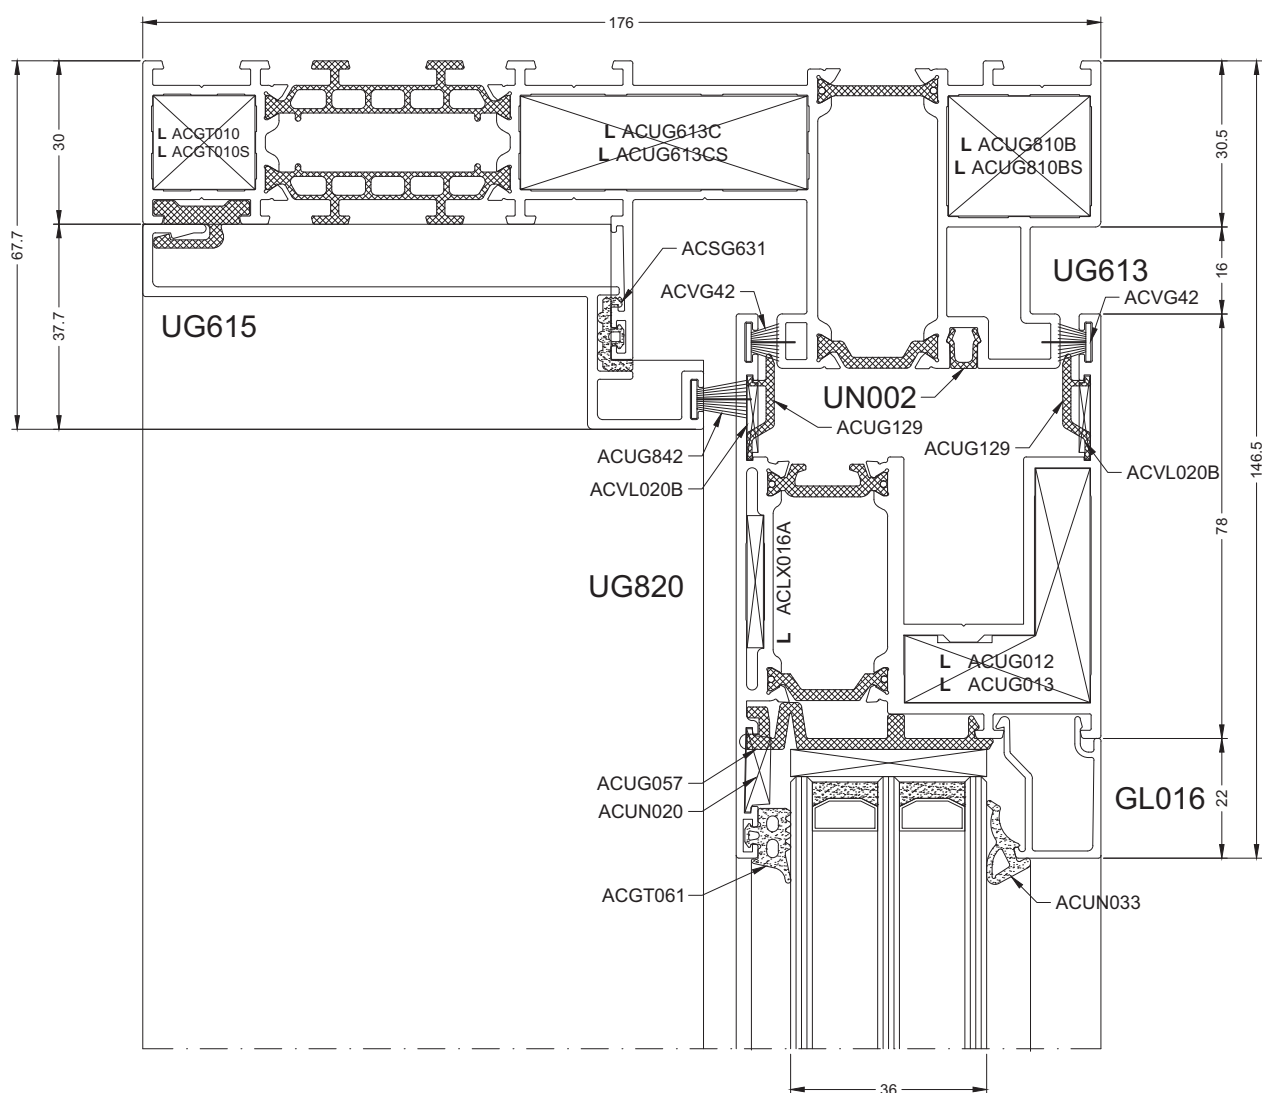 176
30
67.7
37.7
L ACGT010
L ACGT010S
L ACUG613C
L ACUG613CS
L ACUG810B
L ACUG810BS
30.5
16
146.5
78
22
UG615
ACSG631
ACVG42
UG613
ACVG42
UN002
ACUG129
ACUG129
ACUG842
ACVL020B
ACVL020B
UG820
L ACLX016A
L ACUG012
L ACUG013
ACUG057
ACUN020
GL016
ACGT061
ACUN033
36